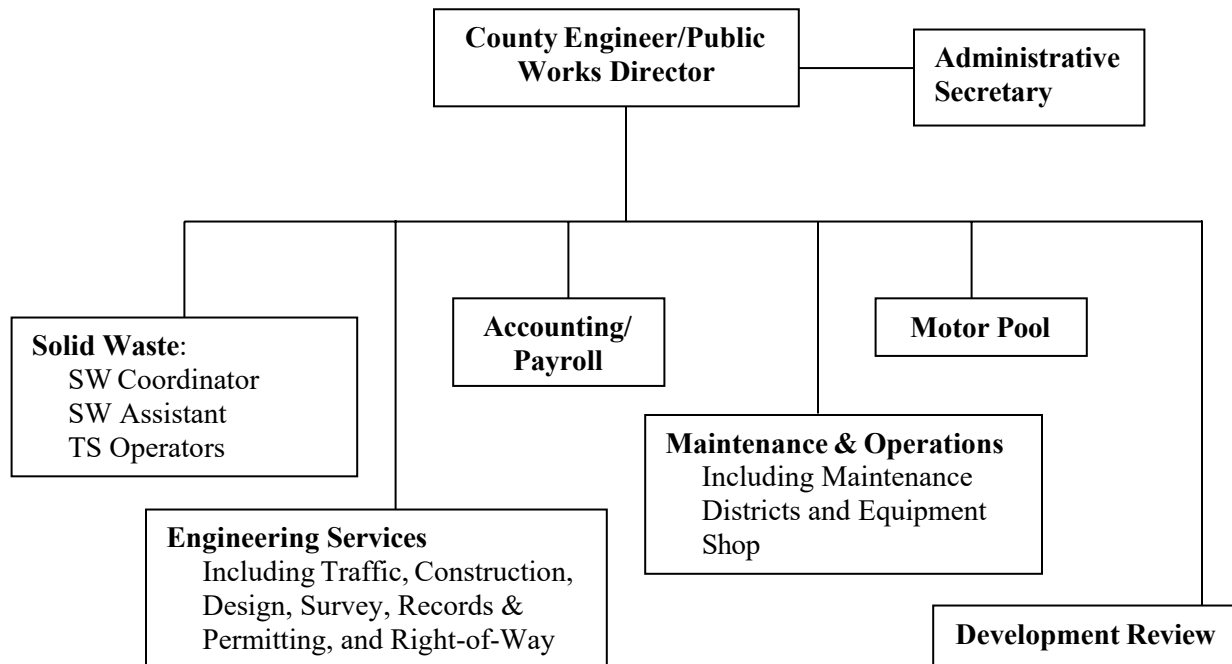 County Engineer/Public
Works Director
Administrative
Secretary
Solid Waste:
SW Coordinator
SW Assistant
TS Operators
Engineering Services
Including Traffic, Construction,
Design, Survey, Records &
Permitting, and Right-of-Way
Accounting/
Payroll
Maintenance & Operations
Including Maintenance
Districts and Equipment
Shop
Motor Pool
Development Review